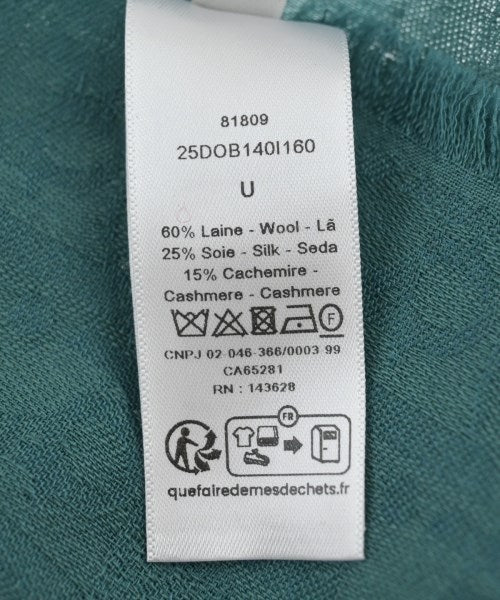 81809
25DOB140I160
U
60% Laine - Wool - Lã
25% Soie - Silk - Seda
15% Cachemire -
Cashmere - Cashmere
F
CNPJ 02-046-366/0003 99
CA65281
RN : 143628
FR
quefairedemesdechets.fr